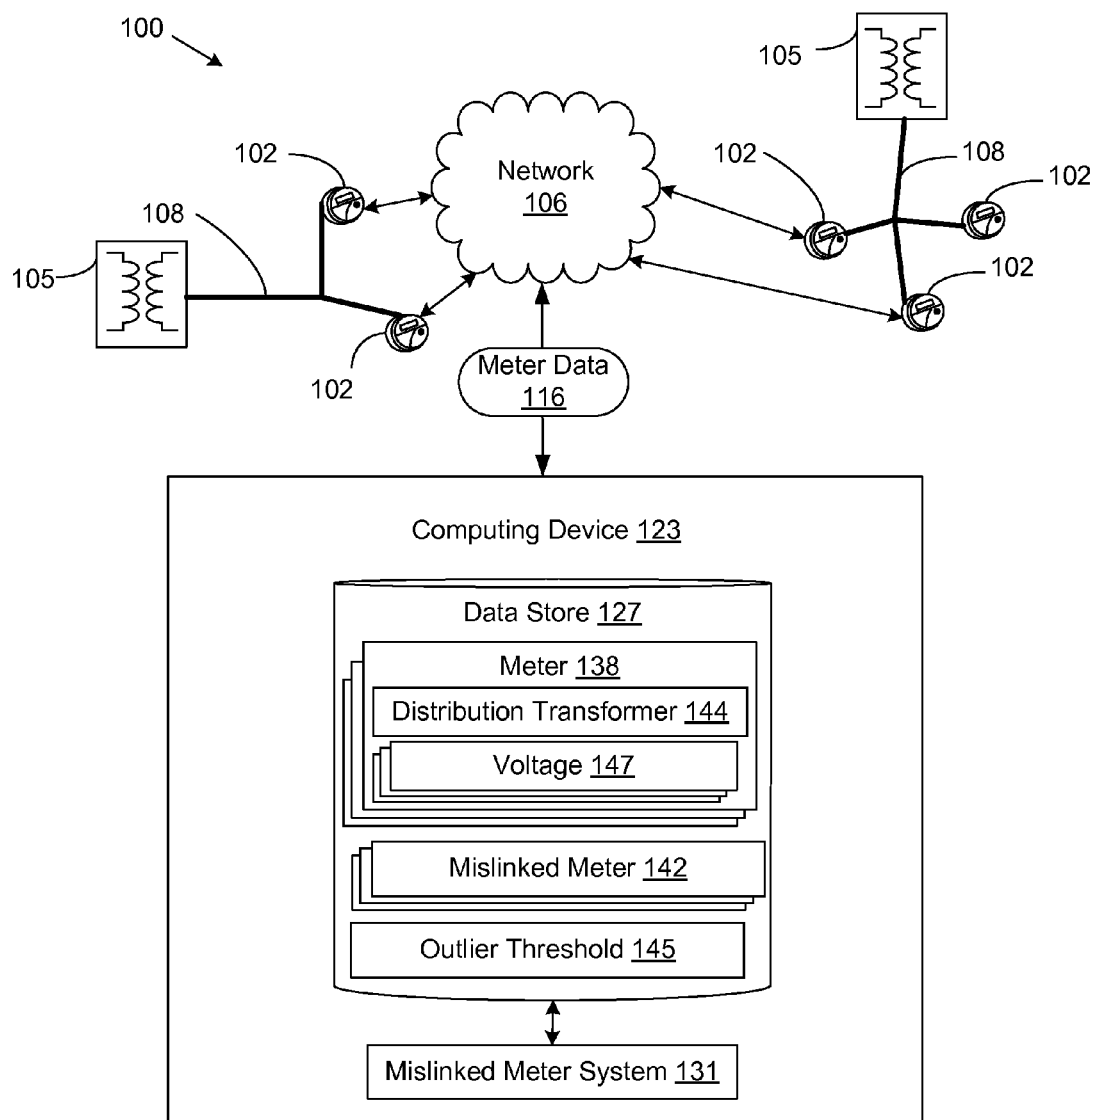 100
105
102
Network
106
102
108
102
108
105
102
102
Meter Data
116
Computing Device 123
Data Store 127
Meter 138
Distribution Transformer 144
Voltage 147
Mislinked Meter 142
Outlier Threshold 145
Mislinked Meter System 131